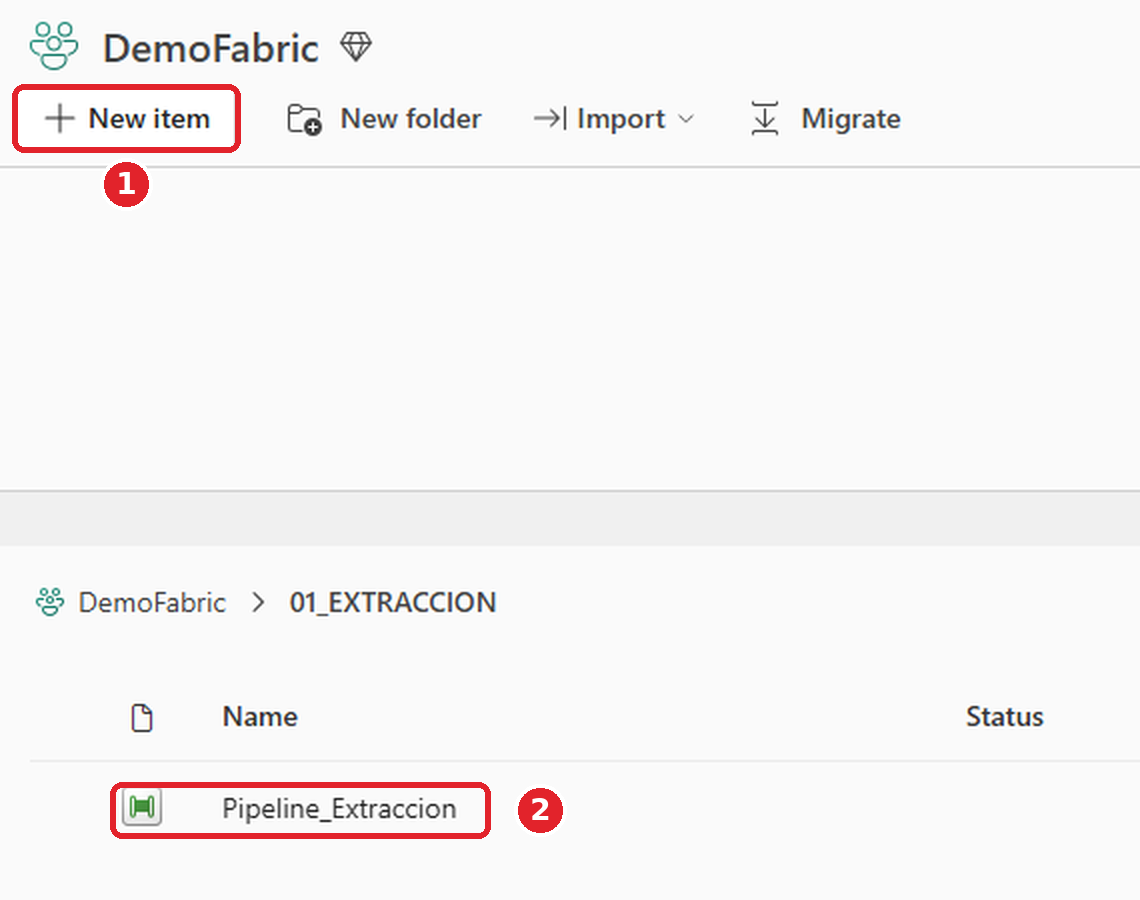 DemoFabric
New item New folder Import Migrate
1
DemoFabric > 01_EXTRACCION
Name Status
Pipeline_Extraccion 2